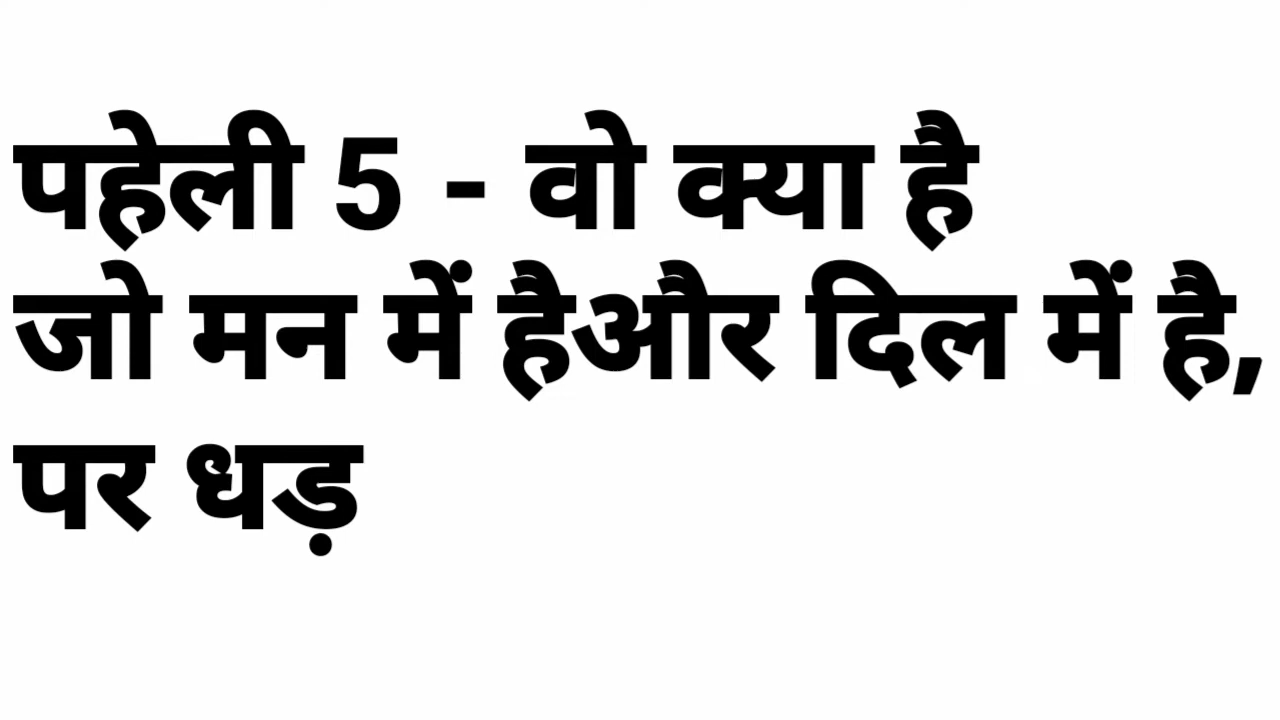 पहेली 5 - वो क्या है
जो मन में हैऔर दिल में है,
पर धड़